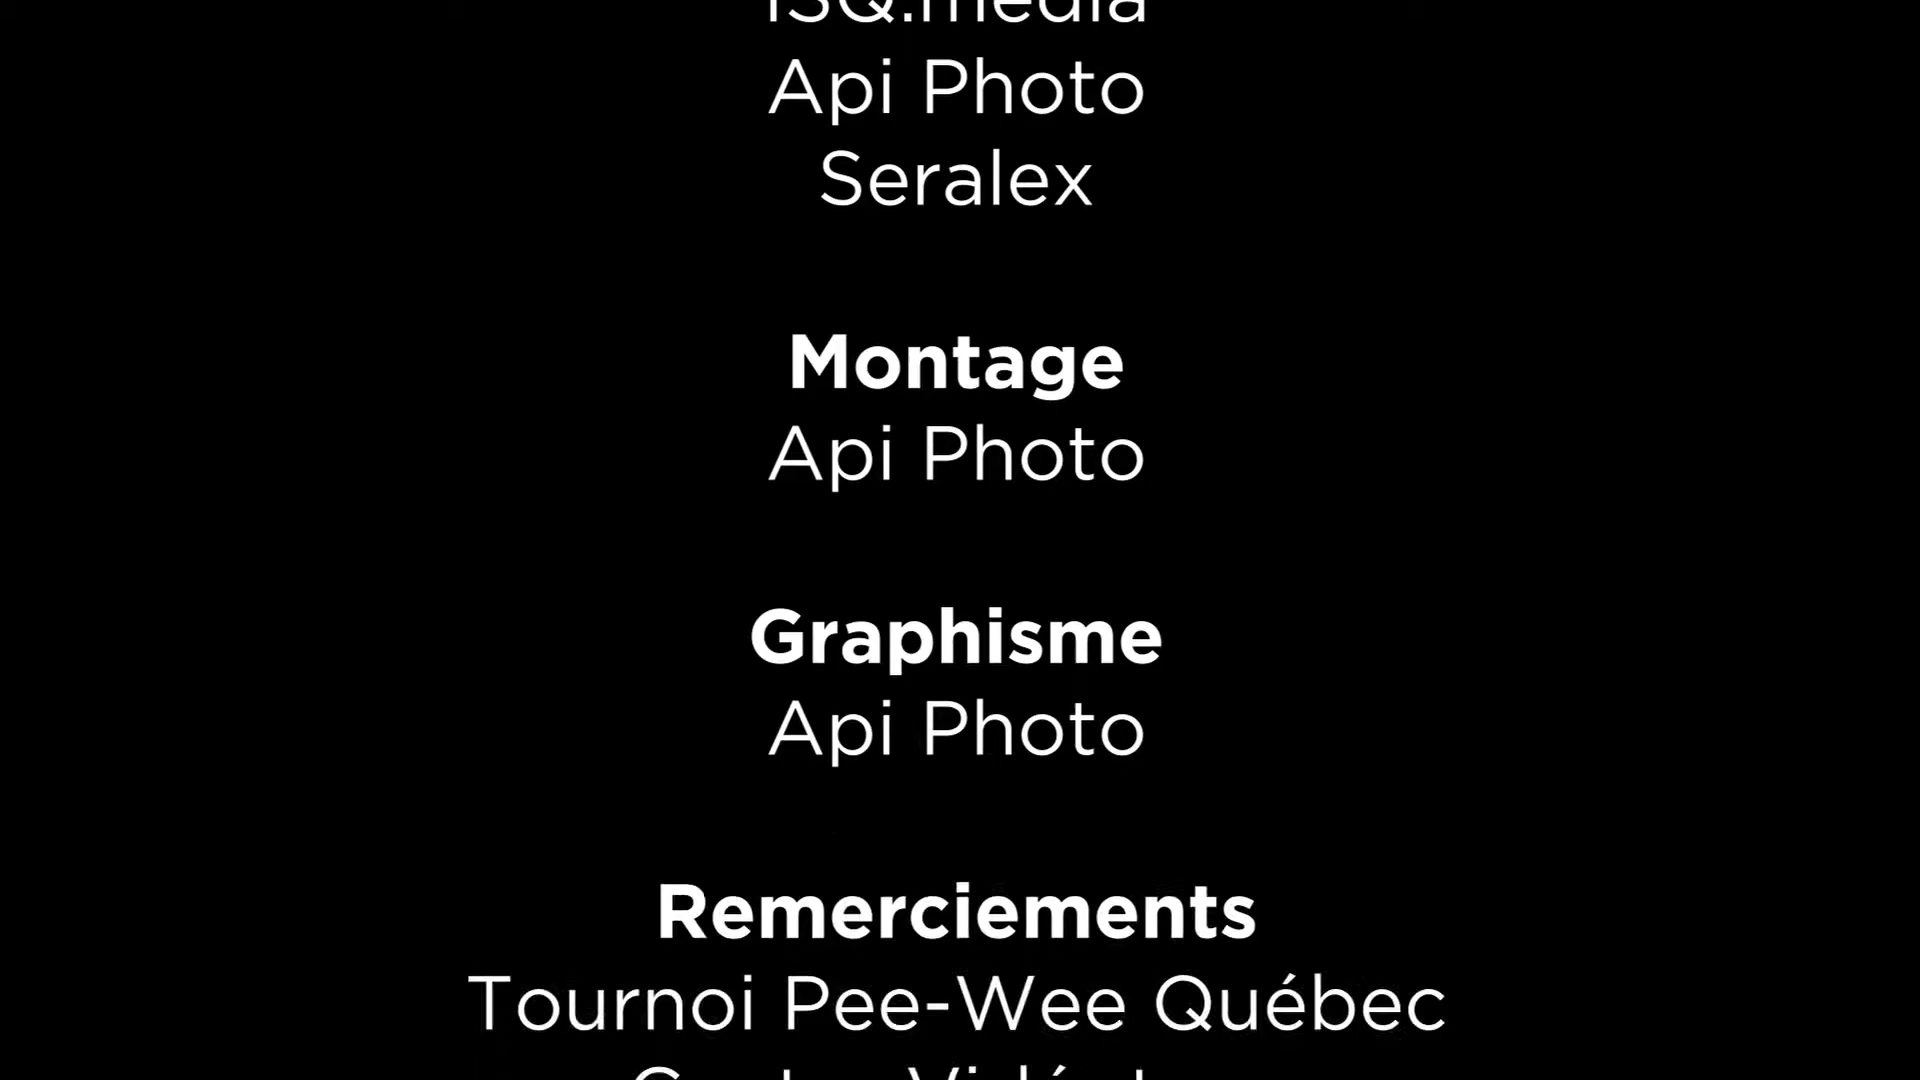 Api Photo
Seralex
Montage
Api Photo
Graphisme
Api Photo
Remerciements
Tournoi Pee-Wee Québec